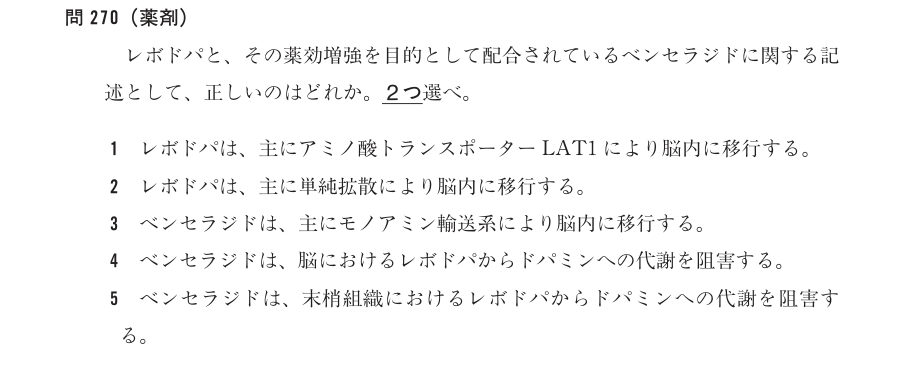 問 270（薬剤）
レボドパと、その薬効増強を目的として配合されているベンセラジドに関する記
述として、正しいのはどれか。２つ選べ。
1 レボドパは、主にアミノ酸トランスポーター LAT1 により脳内に移行する。
2 レボドパは、主に単純拡散により脳内に移行する。
3 ベンセラジドは、主にモノアミン輸送系により脳内に移行する。
4 ベンセラジドは、脳におけるレボドパからドパミンへの代謝を阻害する。
5 ベンセラジドは、末梢組織におけるレボドパからドパミンへの代謝を阻害す
る。